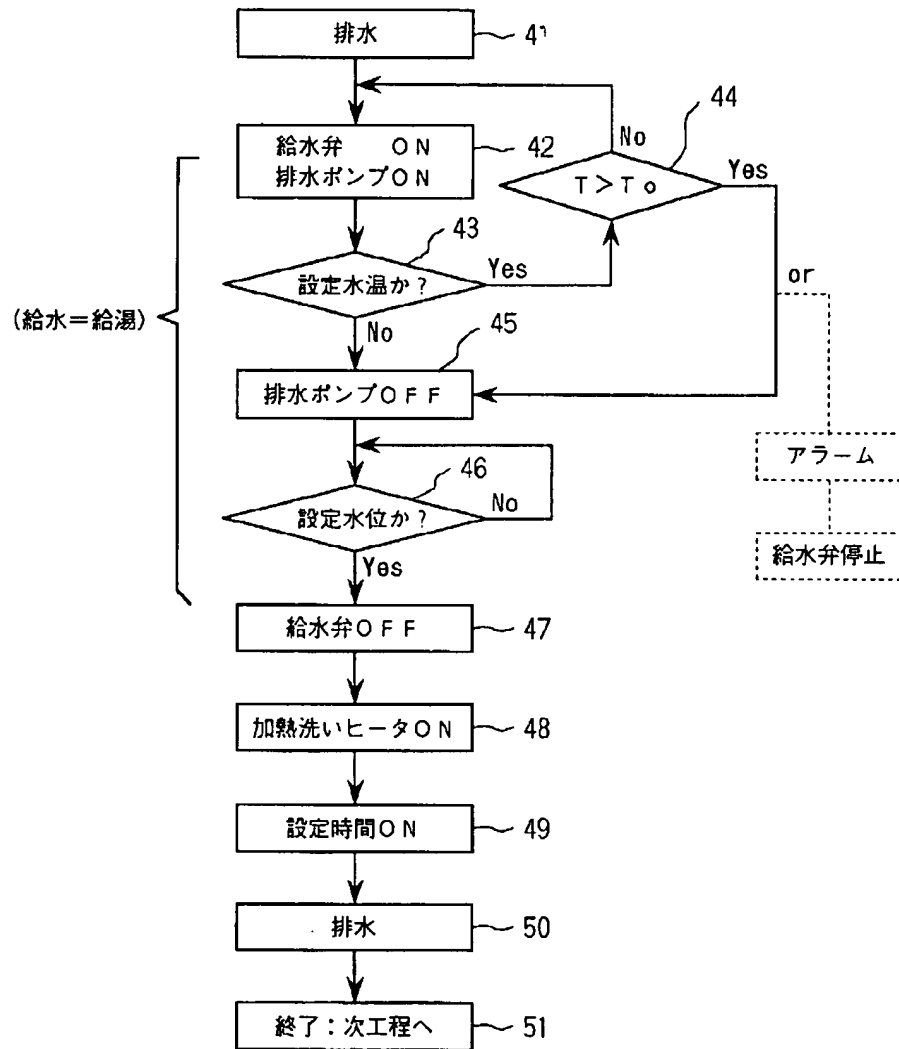 排水
41
44
No
給水弁 ON
排水ポンプON
42
T>To
Yes
43
設定水温か?
Yes
or
(給水=給湯)
No
45
排水ポンプOFF
アラーム
46
設定水位か?
No
給水弁停止
Yes
給水弁OFF
47
加熱洗いヒータON
48
設定時間ON
49
排水
50
終了:次工程へ
51